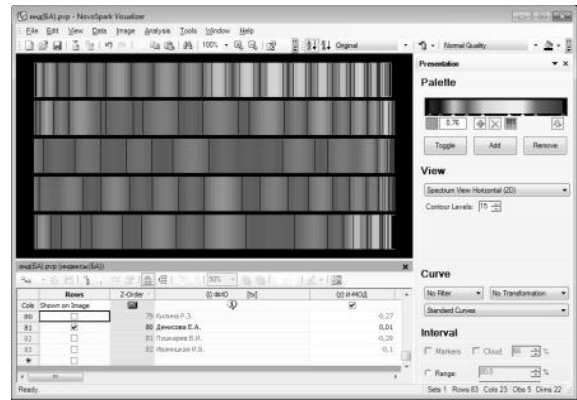 инд(БА).pvp - NovoSpark Visualizer
File Edit View Data Image Analysis Tools Window Help
100% Original Normal Quality
Presentation
Palette
0,76
Toggle Add Remove
View
Spectrum View Horizontal (2D)
Contour Levels: 15
инд(БА).pvp (индексы(БА))
50%
Rows Z-Order (I) ФИО [ts] (z) И-НОД
Cols Shown on Image
80 79 Килина Р.З. -0,27
81 80 Денисова Е.А. 0,01
82 81 Пушкарев В.И. -0,28
83 82 Иваницкая И.В. -0,1
Curve
No Filter No Transformation
Standard Curves
Interval
Markers Cloud %
Range: %
Ready Sets 1 Rows 83 Cols 23 Obs 5 Dims 22